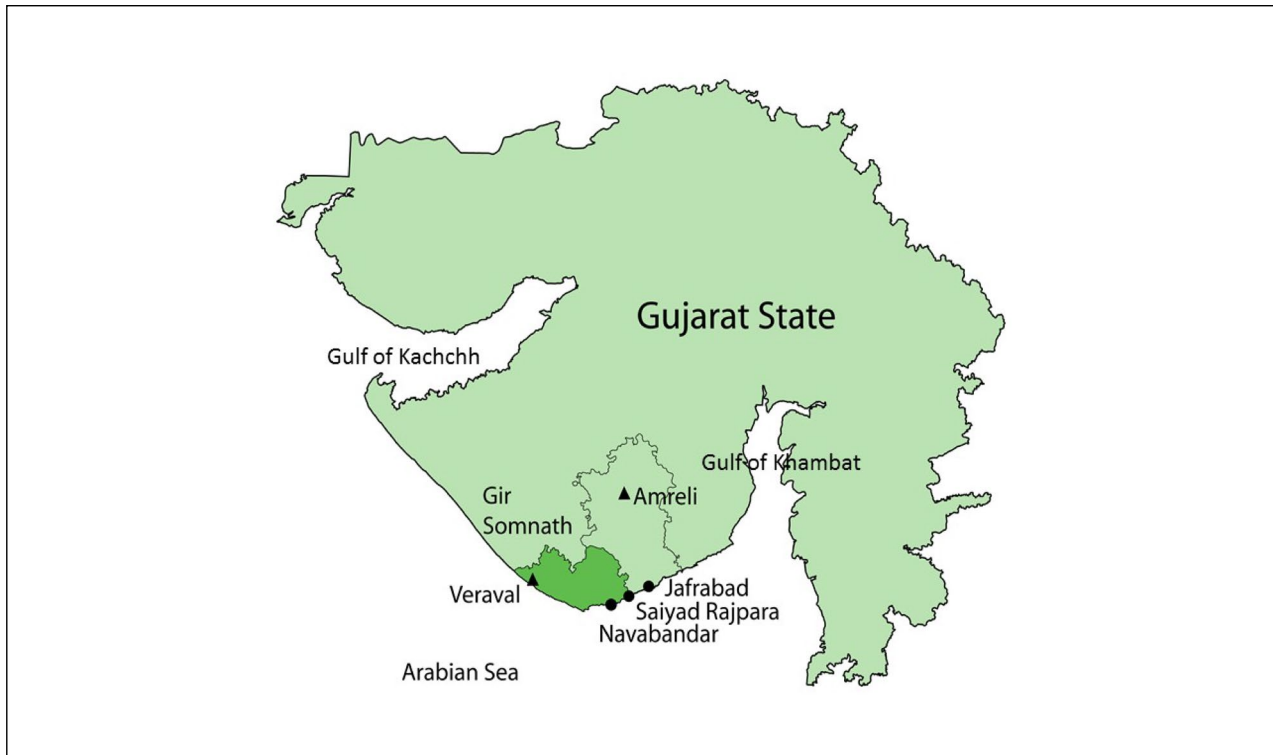 Gujarat State
Gulf of Kachchh
Gulf of Khambat
Gir
Somnath
Amreli
Veraval
Jafrabad
Saiyad Rajpara
Navabandar
Arabian Sea